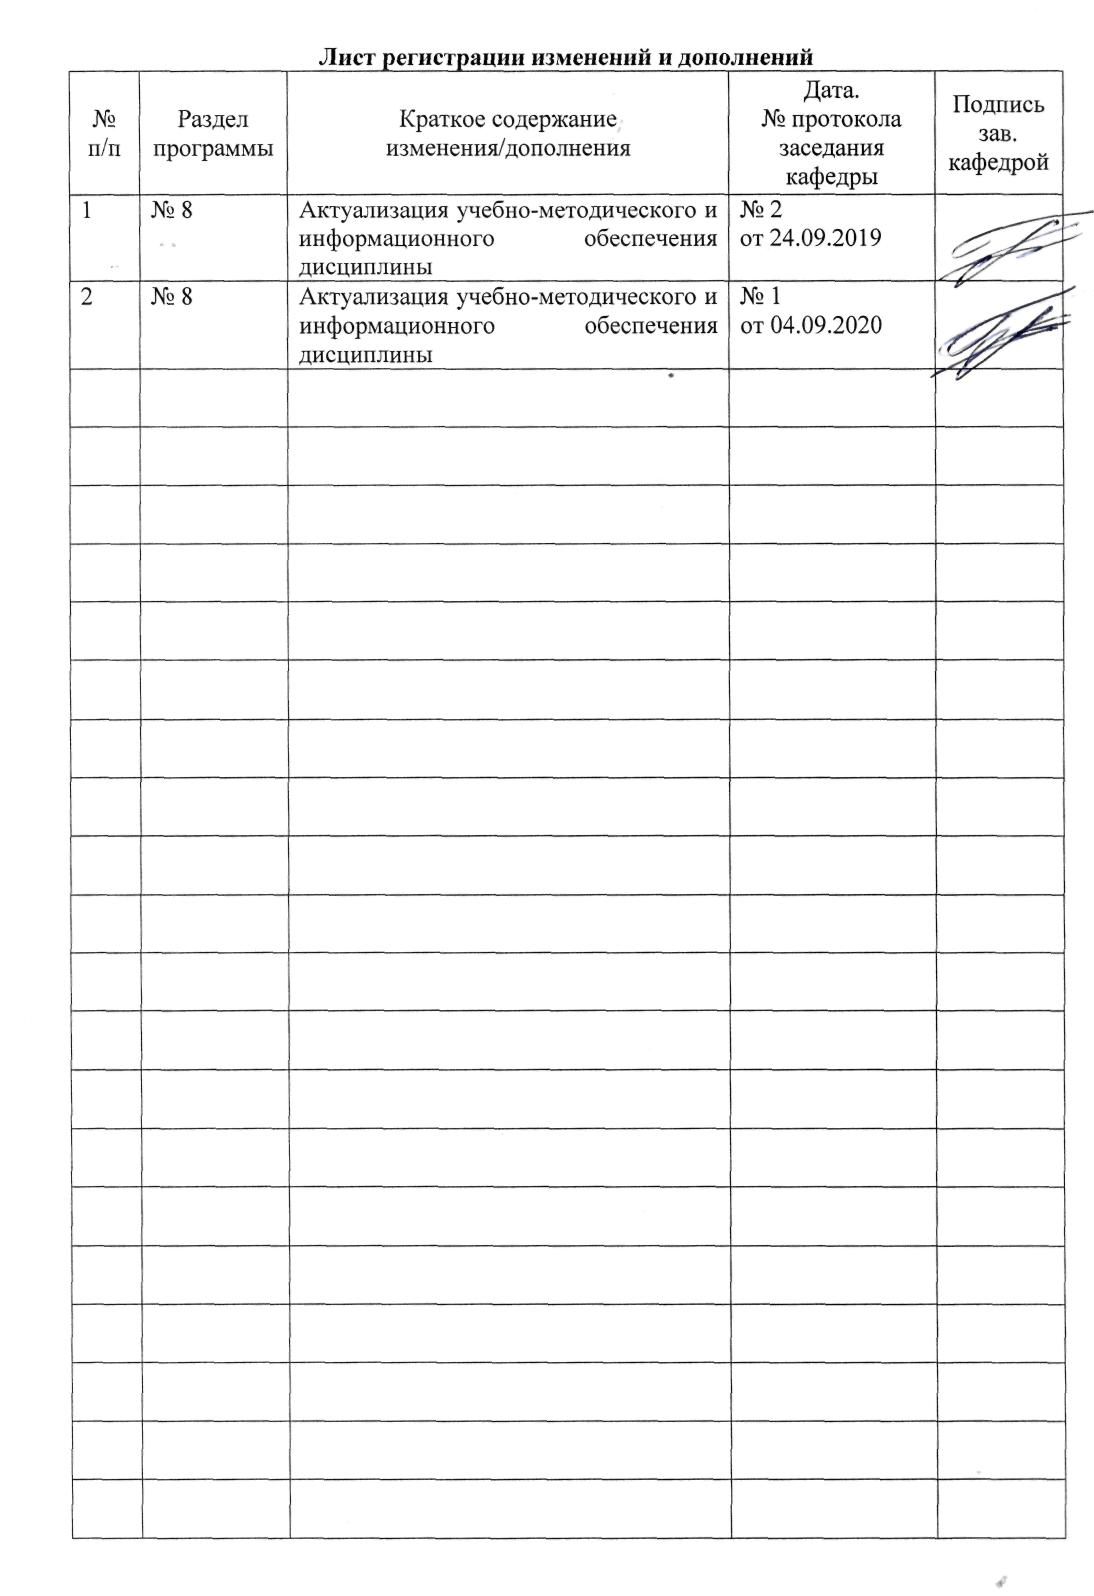 Лист регистрации изменений и дополнений
№
п/п
Раздел
программы
Краткое содержание
изменения/дополнения
Дата.
№ протокола
заседания
кафедры
Подпись
зав.
кафедрой
1
№ 8
Актуализация учебно-методического и
информационного обеспечения
дисциплины
№ 2
от 24.09.2019
2
№ 8
Актуализация учебно-методического и
информационного обеспечения
дисциплины
№ 1
от 04.09.2020